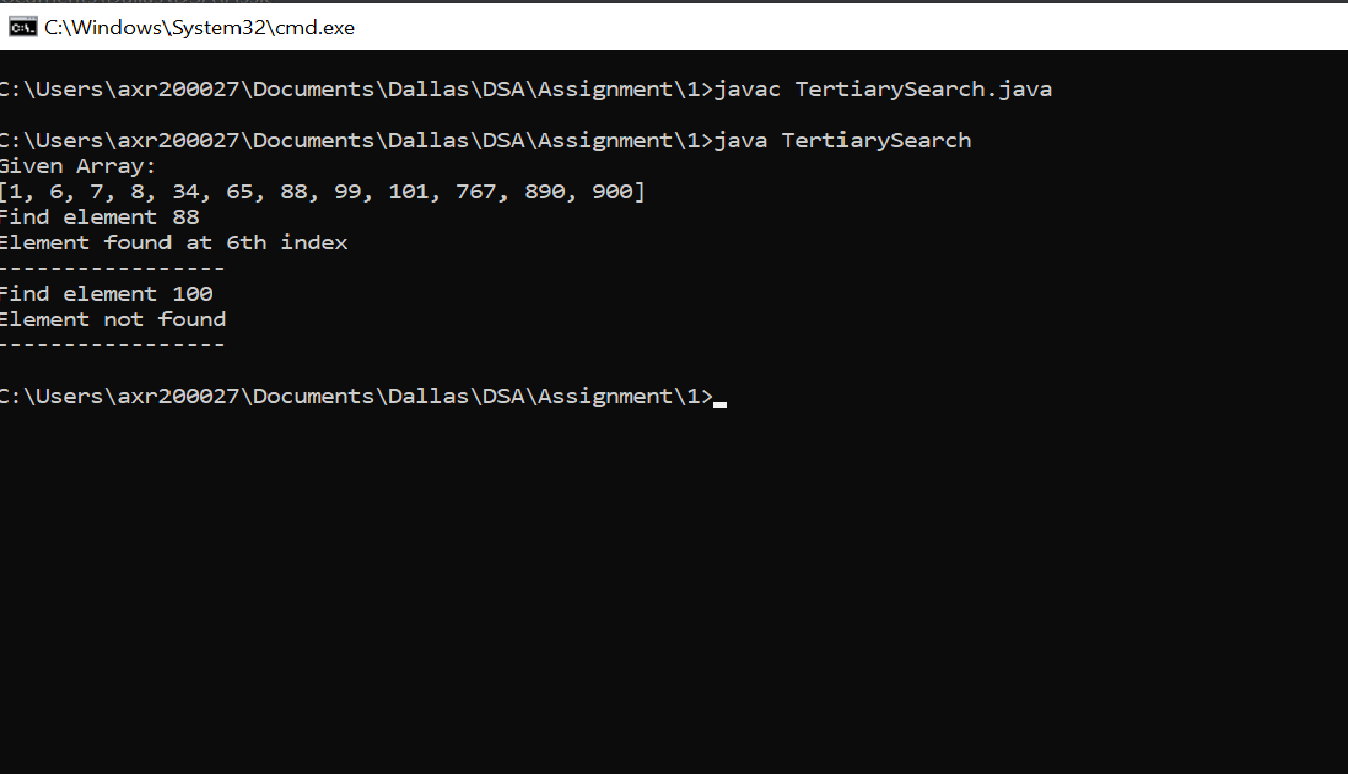 C:\Windows\System32\cmd.exe
C:\Users\axr200027\Documents\Dallas\DSA\Assignment\1>javac TertiarySearch.java
C:\Users\axr200027\Documents\Dallas\DSA\Assignment\1>java TertiarySearch
Given Array:
[1, 6, 7, 8, 34, 65, 88, 99, 101, 767, 890, 900]
Find element 88
Element found at 6th index
-----------------
Find element 100
Element not found
-----------------
C:\Users\axr200027\Documents\Dallas\DSA\Assignment\1>